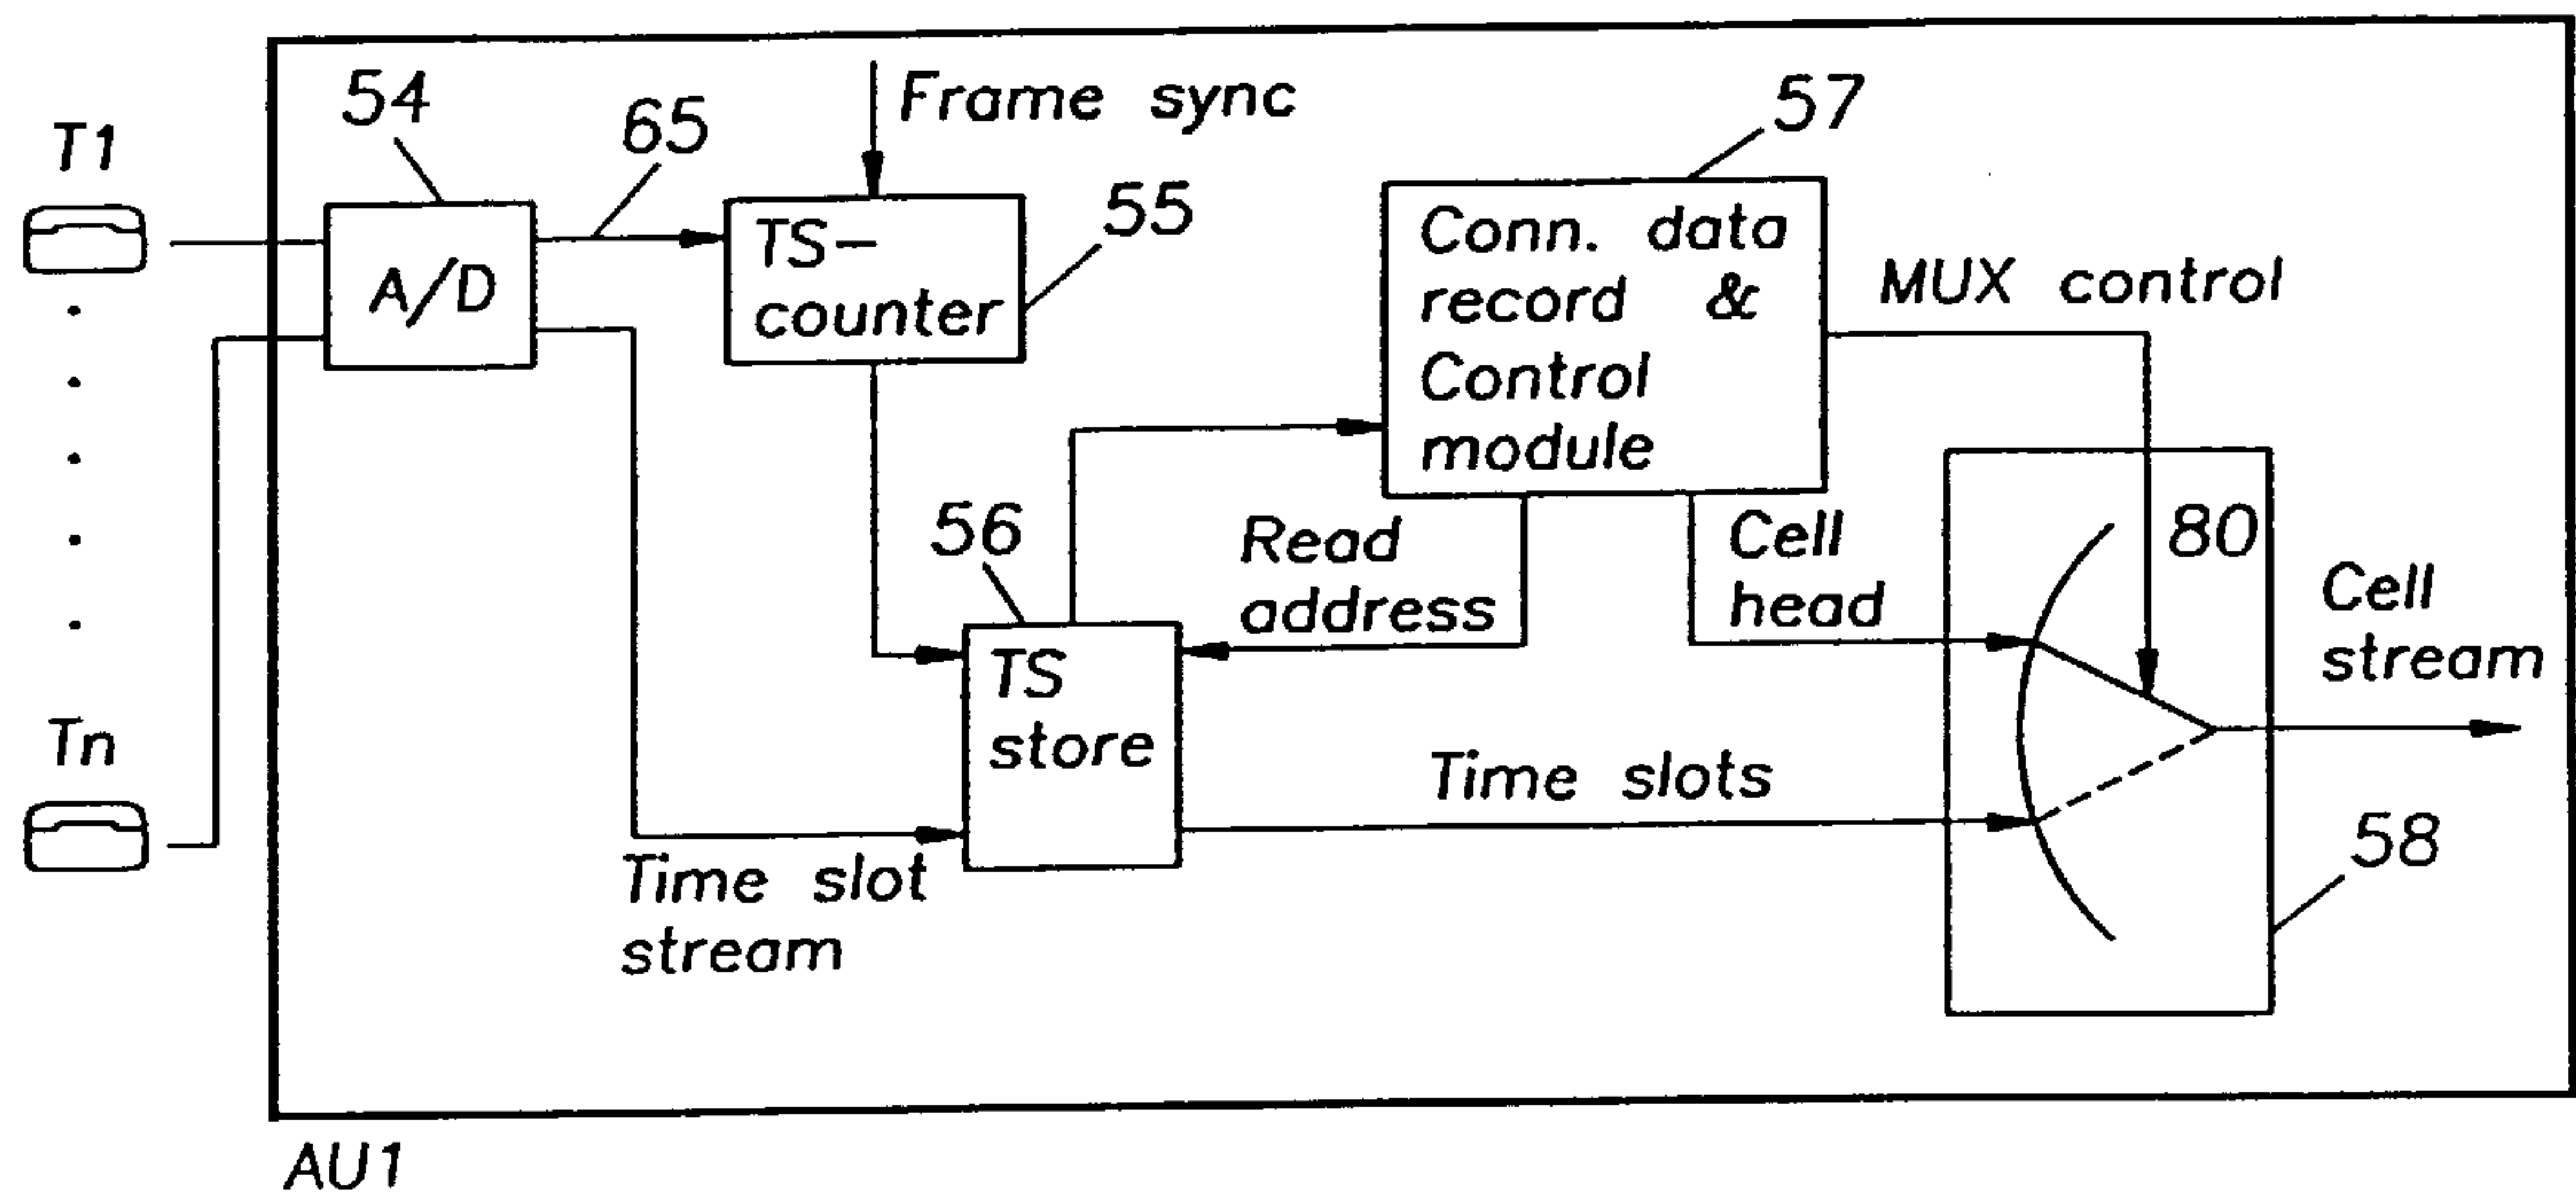 T1
54
65
Frame sync
57
TS-
counter
55
A/D
Conn. data
record &
Control
module
MUX control
56
Read
address
Cell
head
80
Cell
stream
TS
store
Tn
Time slots
Time slot
stream
58
AU1